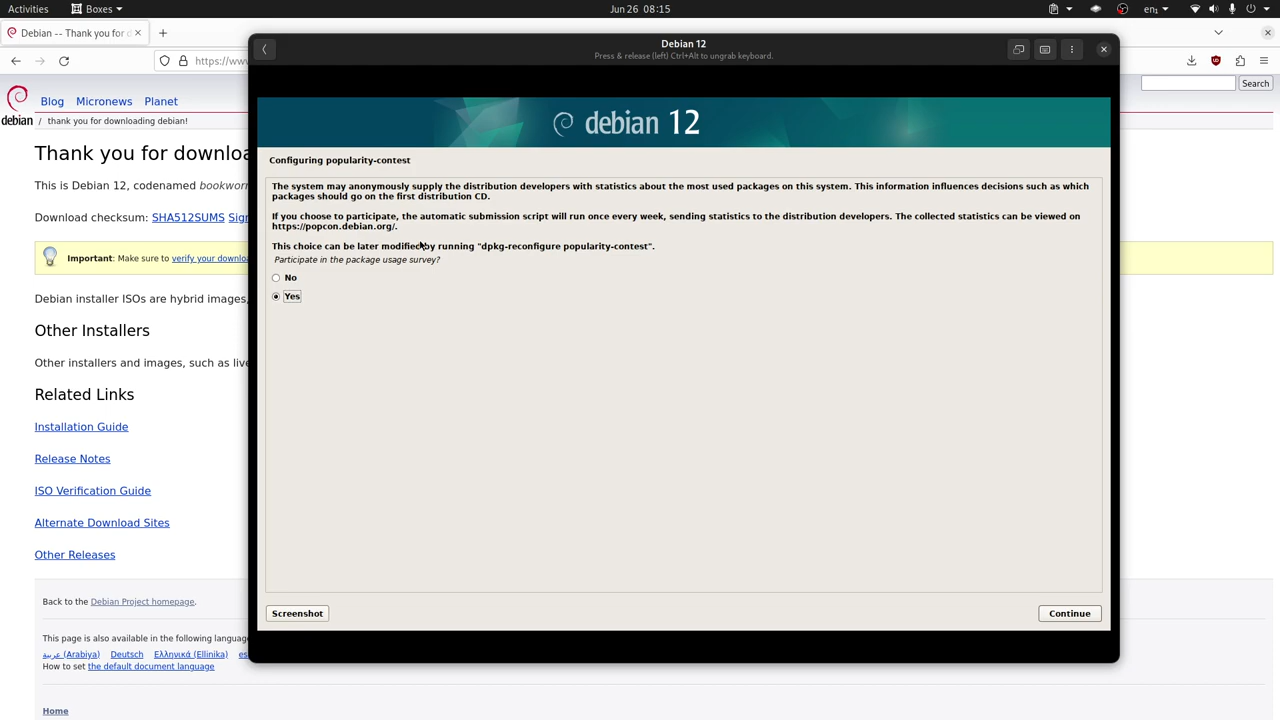 Activities
Boxes
Jun 26 08:15
en₁
Debian -- Thank you for d
https://www
Debian 12
Press & release (left) Ctrl+Alt to ungrab keyboard.
Search
debian
Blog Micronews Planet
/ thank you for downloading debian!
Thank you for downloa
This is Debian 12, codenamed bookwor
Download checksum: SHA512SUMS Sign
Important: Make sure to verify your downlo
Debian installer ISOs are hybrid images,
Other Installers
Other installers and images, such as live
Related Links
Installation Guide
Release Notes
ISO Verification Guide
Alternate Download Sites
Other Releases
Back to the Debian Project homepage.
This page is also available in the following language
عربية (Arabiya) Deutsch Ελληνικά (Ellinika) es
How to set the default document language
Home
debian 12
Configuring popularity-contest
The system may anonymously supply the distribution developers with statistics about the most used packages on this system. This information influences decisions such as which
packages should go on the first distribution CD.
If you choose to participate, the automatic submission script will run once every week, sending statistics to the distribution developers. The collected statistics can be viewed on
https://popcon.debian.org/.
This choice can be later modified by running "dpkg-reconfigure popularity-contest".
Participate in the package usage survey?
No
Yes
Screenshot
Continue